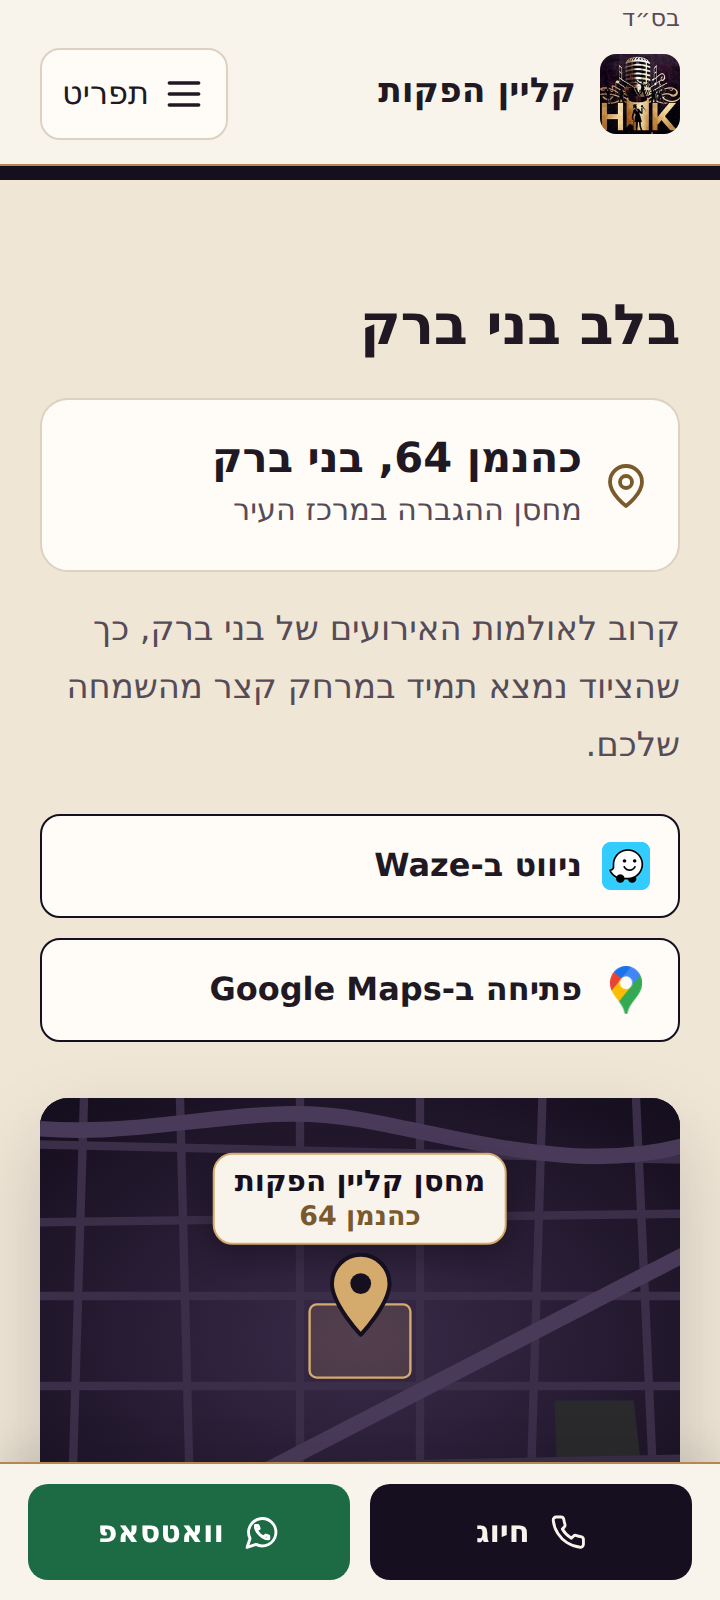 בס״ד
קליין הפקות
תפריט
HK
בלב בני ברק
כהנמן 64, בני ברק
מחסן ההגברה במרכז העיר
קרוב לאולמות האירועים של בני ברק, כך
שהציוד נמצא תמיד במרחק קצר מהשמחה
שלכם.
ניווט ב-Waze
פתיחה ב-Google Maps
מחסן קליין הפקות
כהנמן 64
חיוג
וואטסאפ